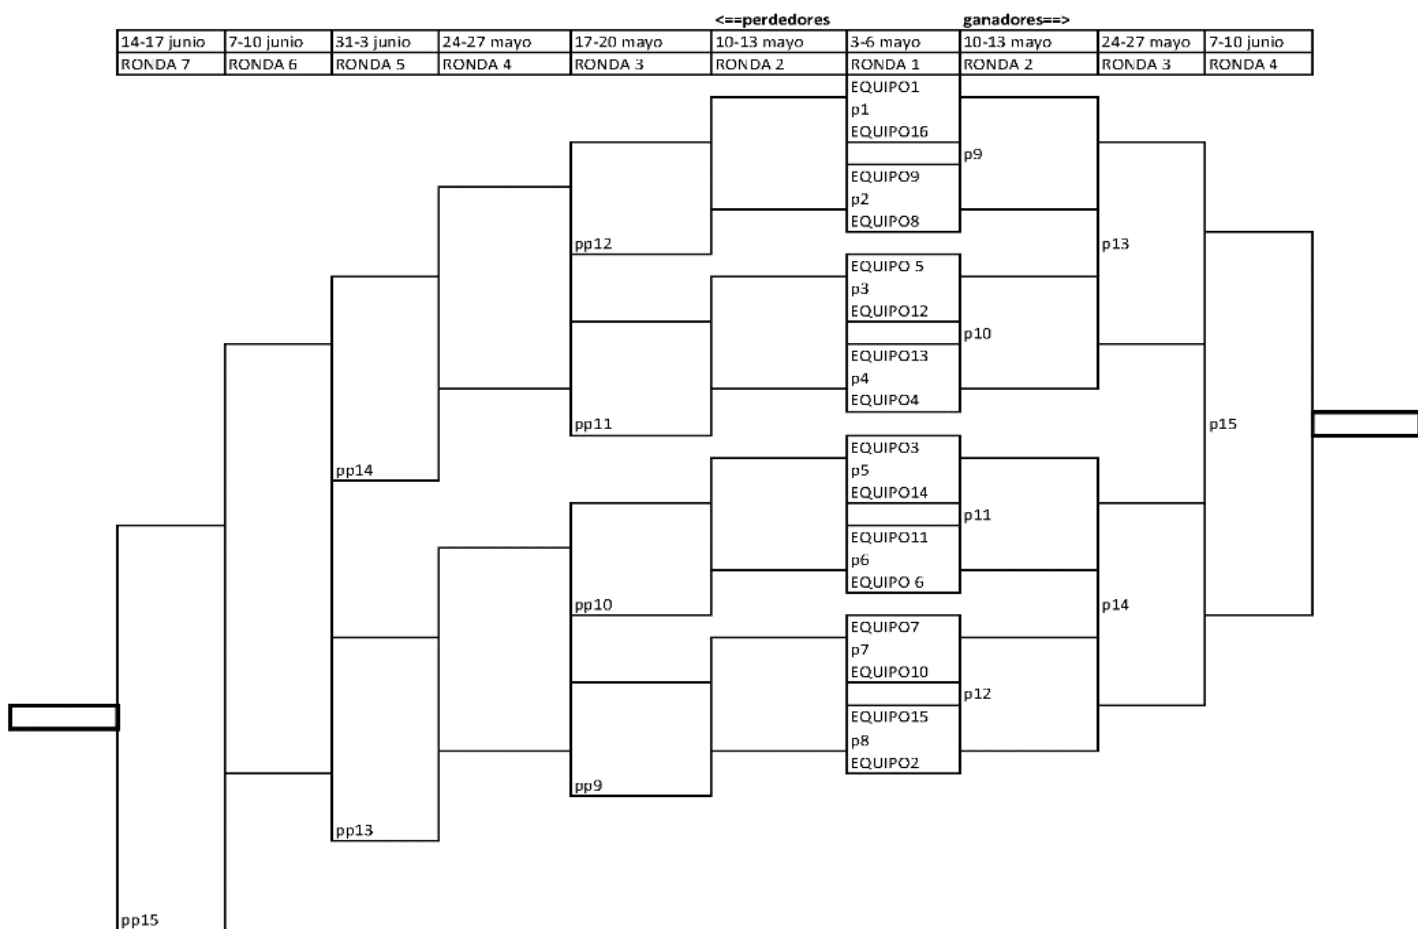 <==perdedores ganadores==>
14-17 junio 7-10 junio 31-3 junio 24-27 mayo 17-20 mayo 10-13 mayo 3-6 mayo 10-13 mayo 24-27 mayo 7-10 junio
RONDA 7 RONDA 6 RONDA 5 RONDA 4 RONDA 3 RONDA 2 RONDA 1 RONDA 2 RONDA 3 RONDA 4
EQUIPO1
p1
EQUIPO16
p9
EQUIPO9
p2
EQUIPO8
pp12 p13
EQUIPO 5
p3
EQUIPO12
p10
EQUIPO13
p4
EQUIPO4
pp11 p15
EQUIPO3
pp14 p5
EQUIPO14
p11
EQUIPO11
p6
EQUIPO 6
pp10 p14
EQUIPO7
p7
EQUIPO10
p12
EQUIPO15
p8
EQUIPO2
pp9
pp13
pp15